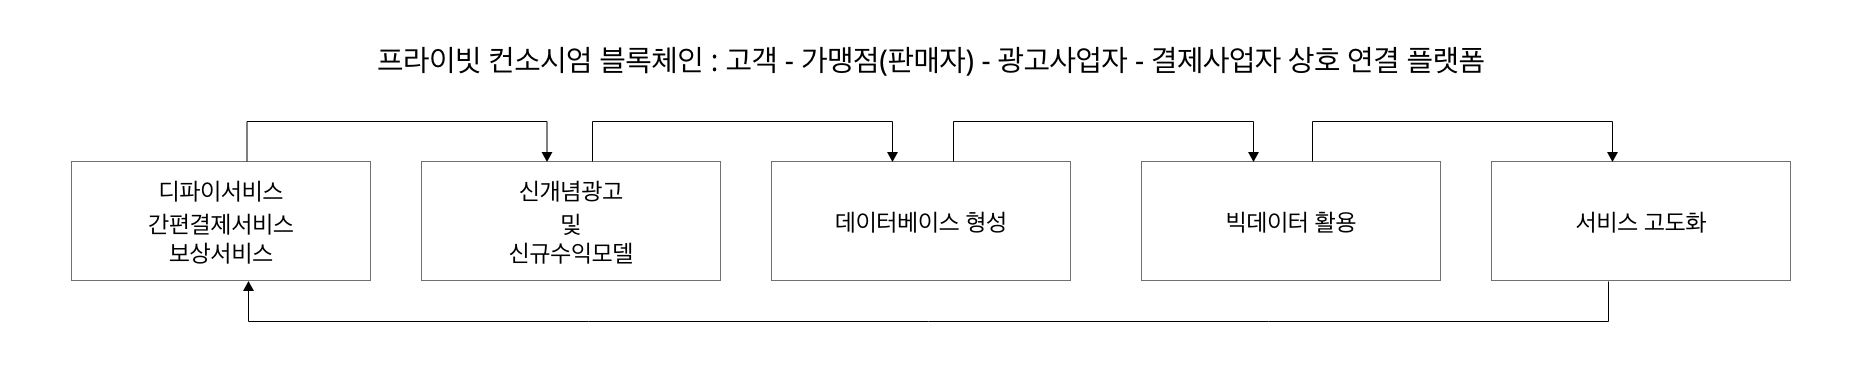 프라이빗 컨소시엄 블록체인 : 고객 - 가맹점(판매자) - 광고사업자 - 결제사업자 상호 연결 플랫폼
디파이서비스
간편결제서비스
보상서비스
신개념광고
및
신규수익모델
데이터베이스 형성
빅데이터 활용
서비스 고도화